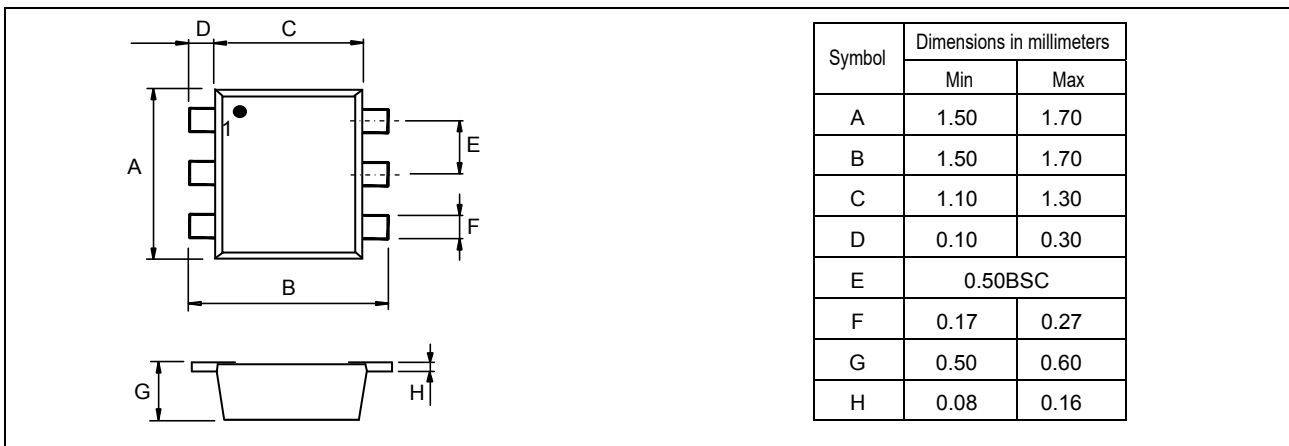 D C
1
A
E
F
B
G
H
Symbol Dimensions in millimeters
Min Max
A 1.50 1.70
B 1.50 1.70
C 1.10 1.30
D 0.10 0.30
E 0.50BSC
F 0.17 0.27
G 0.50 0.60
H 0.08 0.16